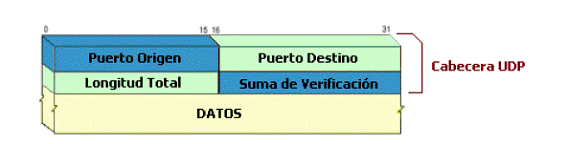 0 15 16 31
Puerto Origen Puerto Destino
Cabecera UDP
Longitud Total Suma de Verificación
DATOS